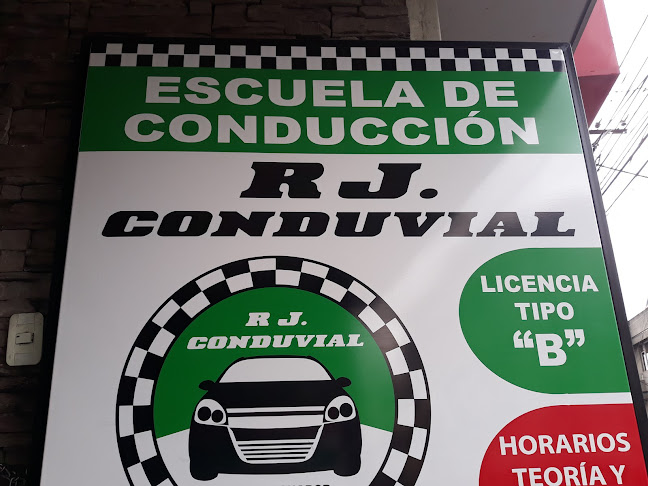 ESCUELA DE
CONDUCCIÓN
R J.
CONDUVIAL
LICENCIA
TIPO
“B”
R J.
CONDUVIAL
HORARIOS
TEORÍA Y